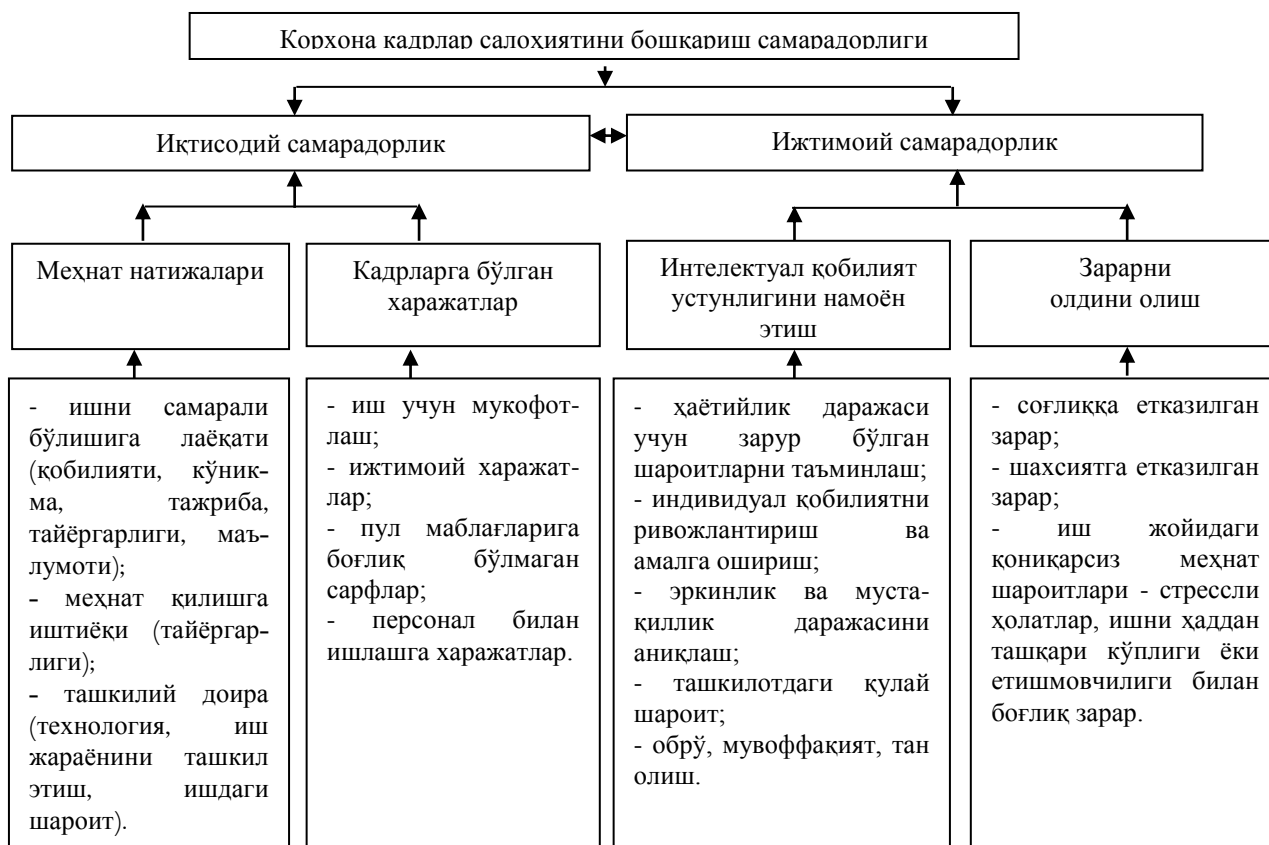 Корхона кадрлар салоҳиятини бошқариш самарадорлиги
Иқтисодий самарадорлик
Ижтимоий самарадорлик
Меҳнат натижалари
Кадрларга бўлган
харажатлар
Интелектуал қобилият
устунлигини намоён
этиш
Зарарни
олдини олиш
- ишни самарали
бўлишига лаёқати
(қобилияти, кўник-
ма, тажриба,
тайёргарлиги, маъ-
лумоти);
- меҳнат қилишга
иштиёқи (тайёргар-
лиги);
- ташкилий доира
(технология, иш
жараёнини ташкил
этиш, ишдаги
шароит).
- иш учун мукофот-
лаш;
- ижтимоий харажат-
лар;
- пул маблағларига
боғлиқ бўлмаган
сарфлар;
- персонал билан
ишлашга харажатлар.
- ҳаётийлик даражаси
учун зарур бўлган
шароитларни таъминлаш;
- индивидуал қобилиятни
ривожлантириш ва
амалга ошириш;
- эркинлик ва муста-
қиллик даражасини
аниқлаш;
- ташкилотдаги қулай
шароит;
- обрў, мувоффақият, тан
олиш.
- соғлиққа етказилган
зарар;
- шахсиятга етказилган
зарар;
- иш жойидаги
қониқарсиз меҳнат
шароитлари - стрессли
ҳолатлар, ишни ҳаддан
ташқари кўплиги ёки
етишмовчилиги билан
боғлиқ зарар.